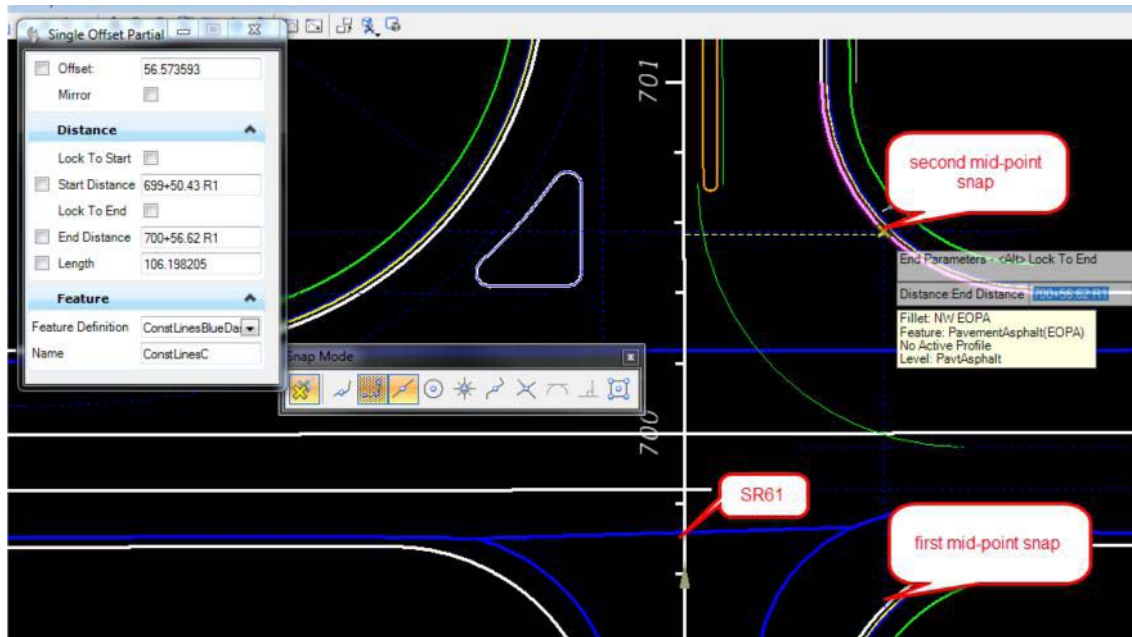 Single Offset Partial
Offset: 56.573593
Mirror
Distance
Lock To Start
Start Distance 699+50.43 R1
Lock To End
End Distance 700+56.62 R1
Length 106.198205
Feature
Feature Definition ConstLinesBlueDa
Name ConstLinesC
701
second mid-point
snap
End Parameters - <Alt> Lock To End
Distance:End Distance 700+56.62 R1
Fillet: NW EOPA
Feature: PavementAsphalt(EOPA)
No Active Profile
Level: PavtAsphalt
Snap Mode
700
SR61
first mid-point snap